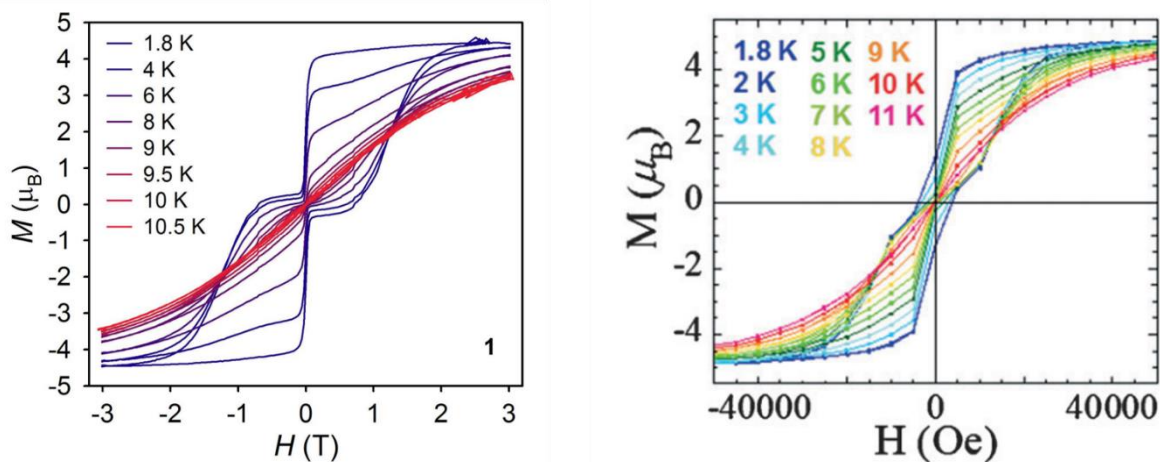 5
4
3
2
1
0
-1
-2
-3
-4
-5
M (μB)
1.8 K
4 K
6 K
8 K
9 K
9.5 K
10 K
10.5 K
1
-3 -2 -1 0 1 2 3
H (T)
4
2
0
-2
-4
M (μB)
1.8 K 5 K 9 K
2 K 6 K 10 K
3 K 7 K 11 K
4 K 8 K
-40000 0 40000
H (Oe)